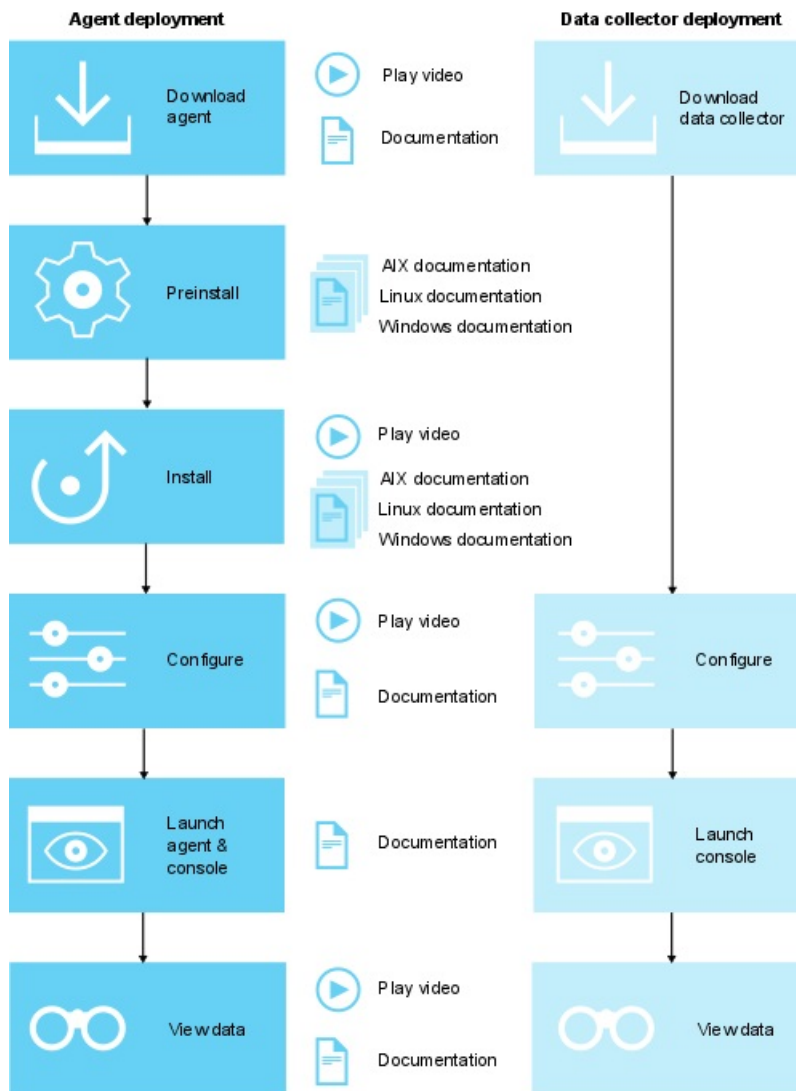 Agent deployment
Data collector deployment
Download
agent
Play video
Documentation
Download
data collector
Preinstall
AIX documentation
Linux documentation
Windows documentation
Install
Play video
AIX documentation
Linux documentation
Windows documentation
Configure
Play video
Documentation
Configure
Launch
agent &
console
Documentation
Launch
console
View data
Play video
Documentation
View data